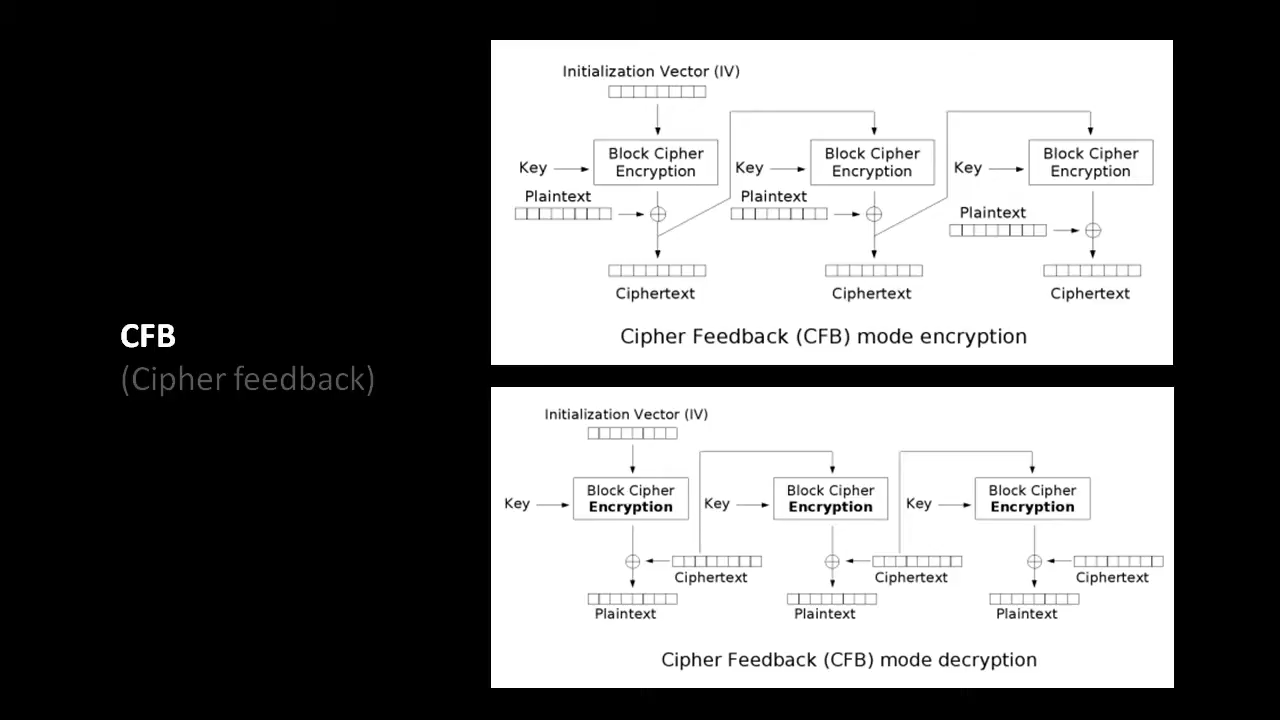 CFB
(Cipher feedback)
Initialization Vector (IV)
Key
Block Cipher
Encryption
Plaintext
Ciphertext
Key
Block Cipher
Encryption
Plaintext
Ciphertext
Key
Block Cipher
Encryption
Plaintext
Ciphertext
Cipher Feedback (CFB) mode encryption
Initialization Vector (IV)
Key
Block Cipher
Encryption
Ciphertext
Plaintext
Key
Block Cipher
Encryption
Ciphertext
Plaintext
Key
Block Cipher
Encryption
Ciphertext
Plaintext
Cipher Feedback (CFB) mode decryption